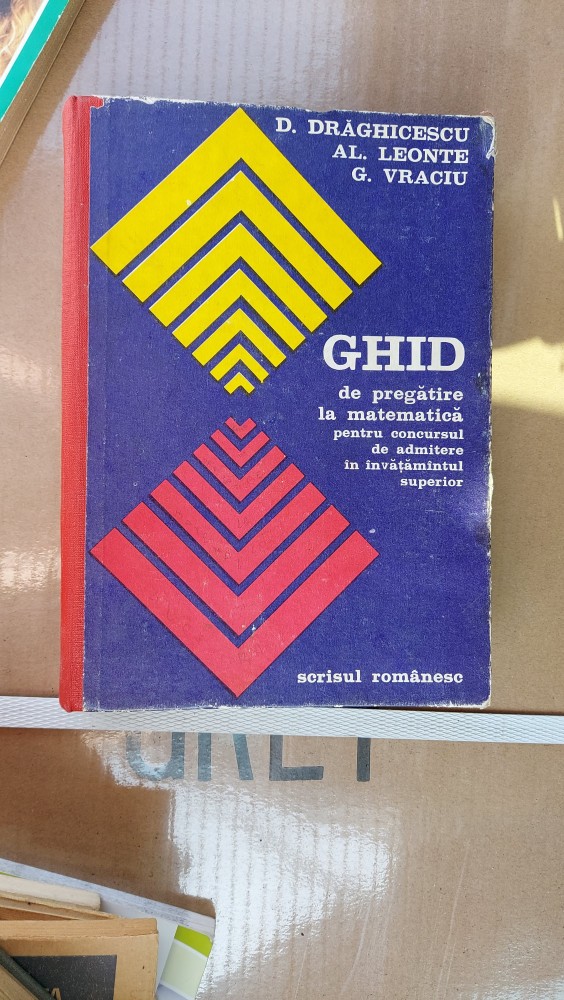 D. DRĂGHICESCU
AL. LEONTE
G. VRACIU
GHID
de pregătire
la matematică
pentru concursul
de admitere
în învățămîntul
superior
scrisul românesc